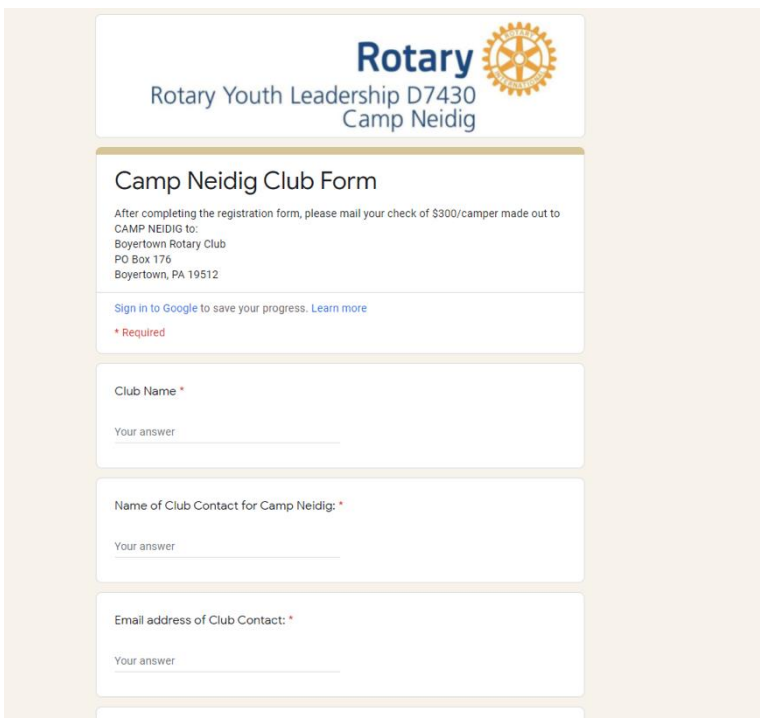 Rotary
ROTARY
INTERNATIONAL
Rotary Youth Leadership D7430
Camp Neidig
Camp Neidig Club Form
After completing the registration form, please mail your check of $300/camper made out to
CAMP NEIDIG to:
Boyertown Rotary Club
PO Box 176
Boyertown, PA 19512
Sign in to Google to save your progress. Learn more
* Required
Club Name *
Your answer
Name of Club Contact for Camp Neidig: *
Your answer
Email address of Club Contact: *
Your answer